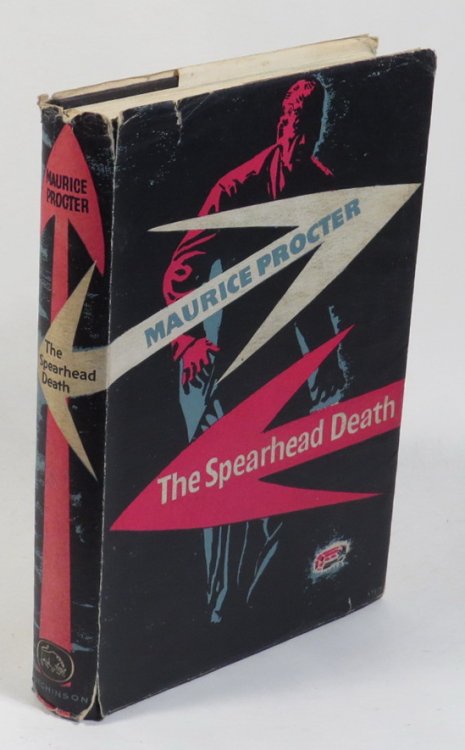 MAURICE
PROCTER
The
Spearhead
Death
HUTCHINSON
MAURICE PROCTER
The Spearhead Death